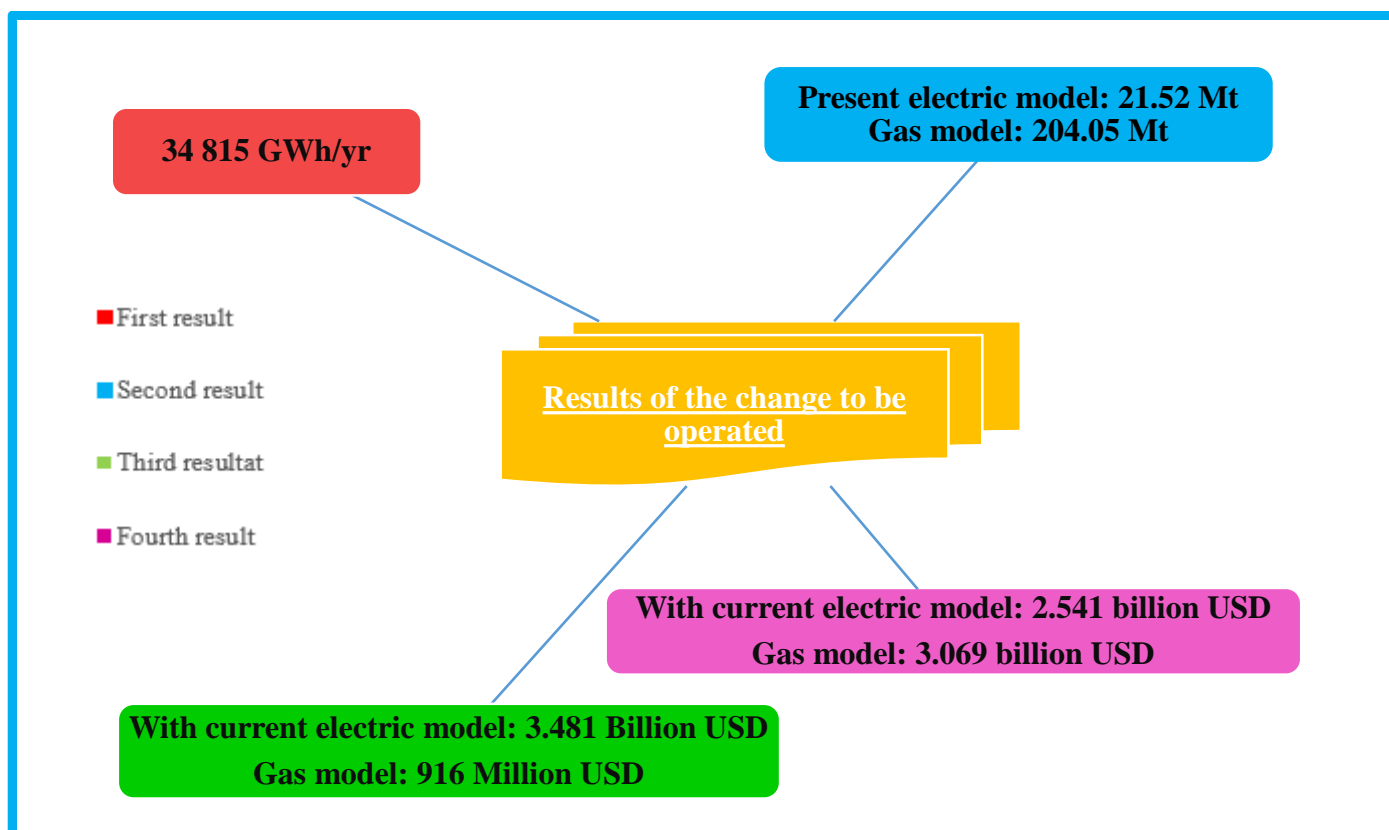 Present electric model: 21.52 Mt
Gas model: 204.05 Mt
34 815 GWh/yr
First result
Second result
Third resultat
Fourth result
Results of the change to be
operated
With current electric model: 2.541 billion USD
Gas model: 3.069 billion USD
With current electric model: 3.481 Billion USD
Gas model: 916 Million USD